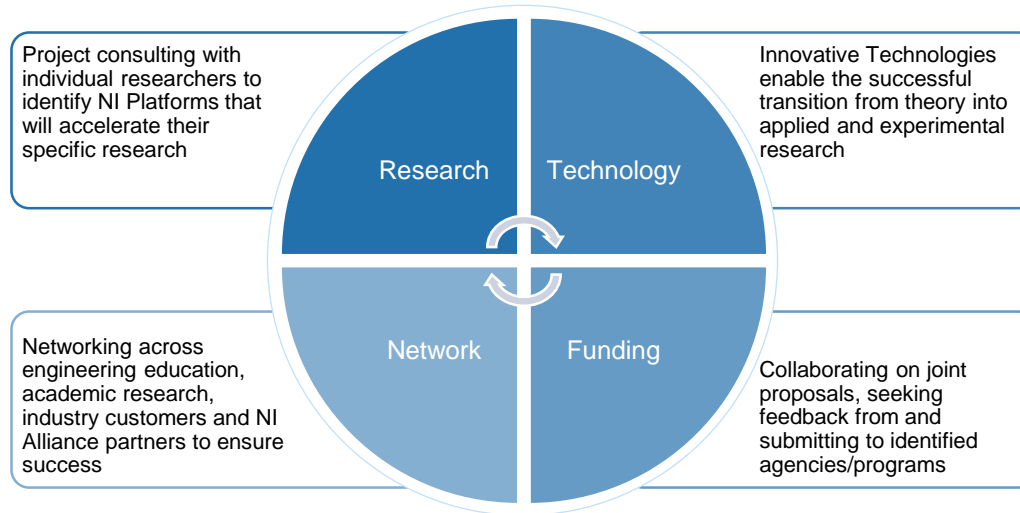 Project consulting with
individual researchers to
identify NI Platforms that
will accelerate their
specific research
Research
Technology
Innovative Technologies
enable the successful
transition from theory into
applied and experimental
research
Networking across
engineering education,
academic research,
industry customers and NI
Alliance partners to ensure
success
Network
Funding
Collaborating on joint
proposals, seeking
feedback from and
submitting to identified
agencies/programs